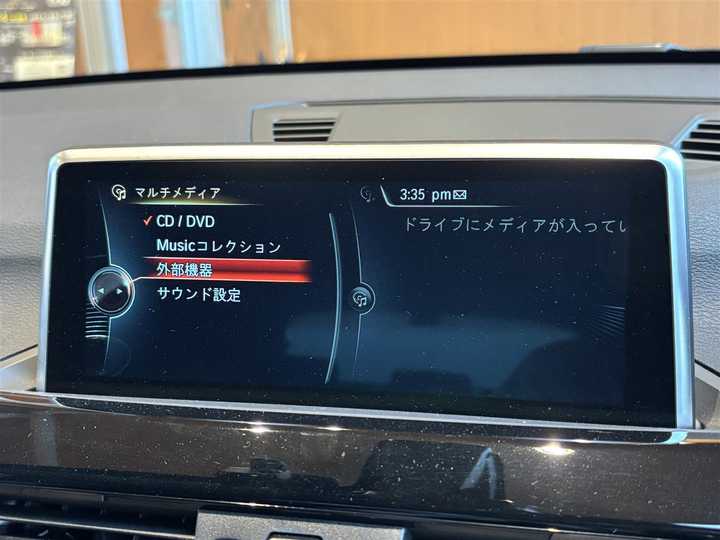 マルチメディア
CD / DVD
Musicコレクション
外部機器
サウンド設定
3:35 pm
ドライブにメディアが入ってい